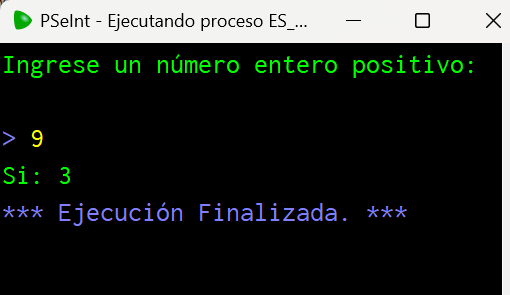 PSeInt - Ejecutando proceso ES_...
Ingrese un número entero positivo:
> 9
Si: 3
*** Ejecución Finalizada. ***